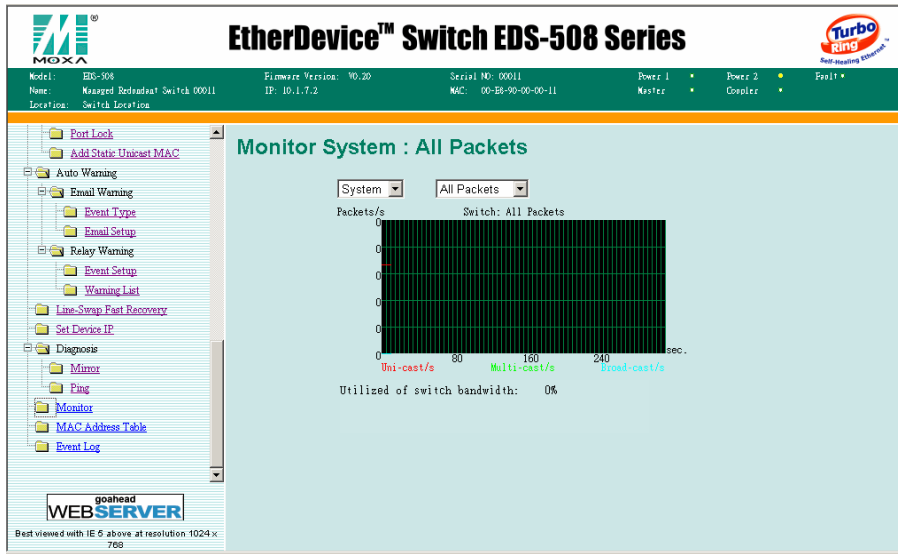 ®
MOXA
EtherDevice™ Switch EDS-508 Series
Turbo
Ring
Self-Healing Ethernet
Model: EDS-508 Firmware Version: V0.20 Serial NO: 00011 Power 1 Power 2 Fault
Name: Managed Redundant Switch 00011 IP: 10.1.7.2 MAC: 00-E8-90-00-00-11 Master Coupler
Location: Switch Location
Port Lock
Add Static Unicast MAC
Auto Warning
Email Warning
Event Type
Email Setup
Relay Warning
Event Setup
Warning List
Line-Swap Fast Recovery
Set Device IP
Diagnosis
Mirror
Ping
Monitor
MAC Address Table
Event Log
goahead
WEBSERVER
Best viewed with IE 5 above at resolution 1024 x
768
Monitor System : All Packets
System All Packets
Packets/s Switch: All Packets
0
0
0
0
0
0 80 160 240 sec.
Uni-cast/s Multi-cast/s Broad-cast/s
Utilized of switch bandwidth: 0%